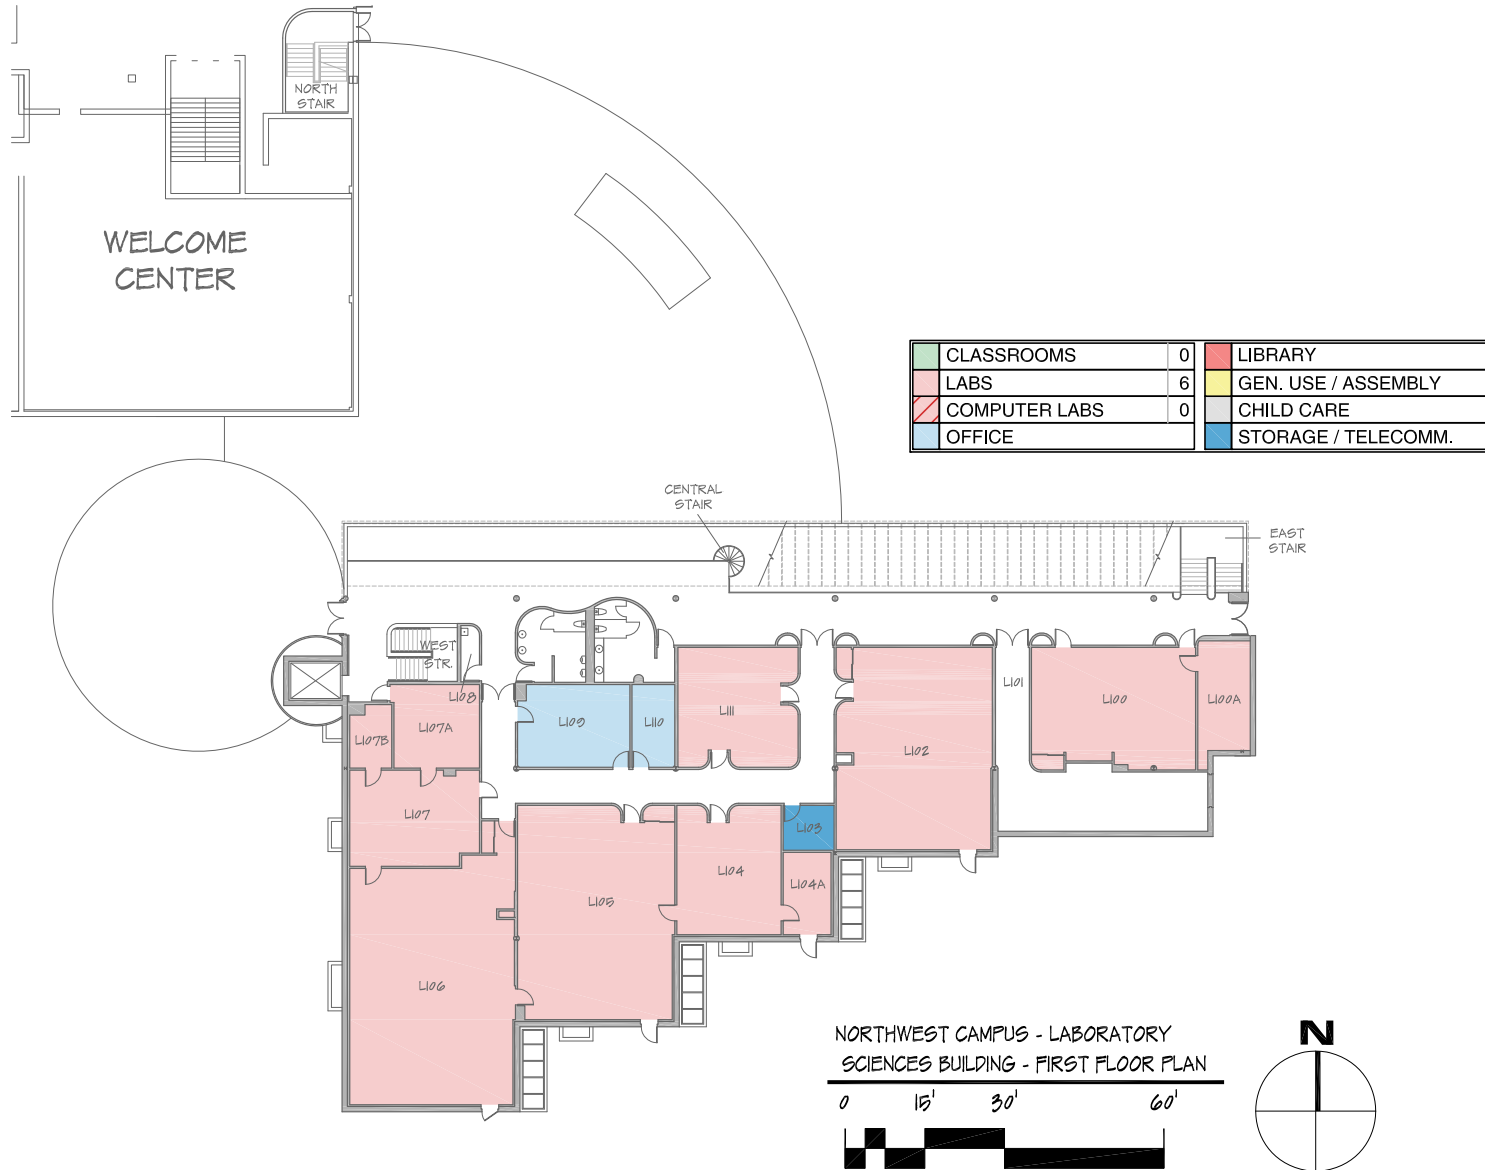 NORTH
STAIR
WELCOME
CENTER
CLASSROOMS 0 LIBRARY
LABS 6 GEN. USE / ASSEMBLY
COMPUTER LABS 0 CHILD CARE
OFFICE STORAGE / TELECOMM.
CENTRAL
STAIR
EAST
STAIR
WEST
STR.
L108
L107A
L107B
L109
L110
L111
L102
L101
L100
L100A
L107
L103
L104
L104A
L105
L106
NORTHWEST CAMPUS - LABORATORY
SCIENCES BUILDING - FIRST FLOOR PLAN
0 15' 30' 60'
N